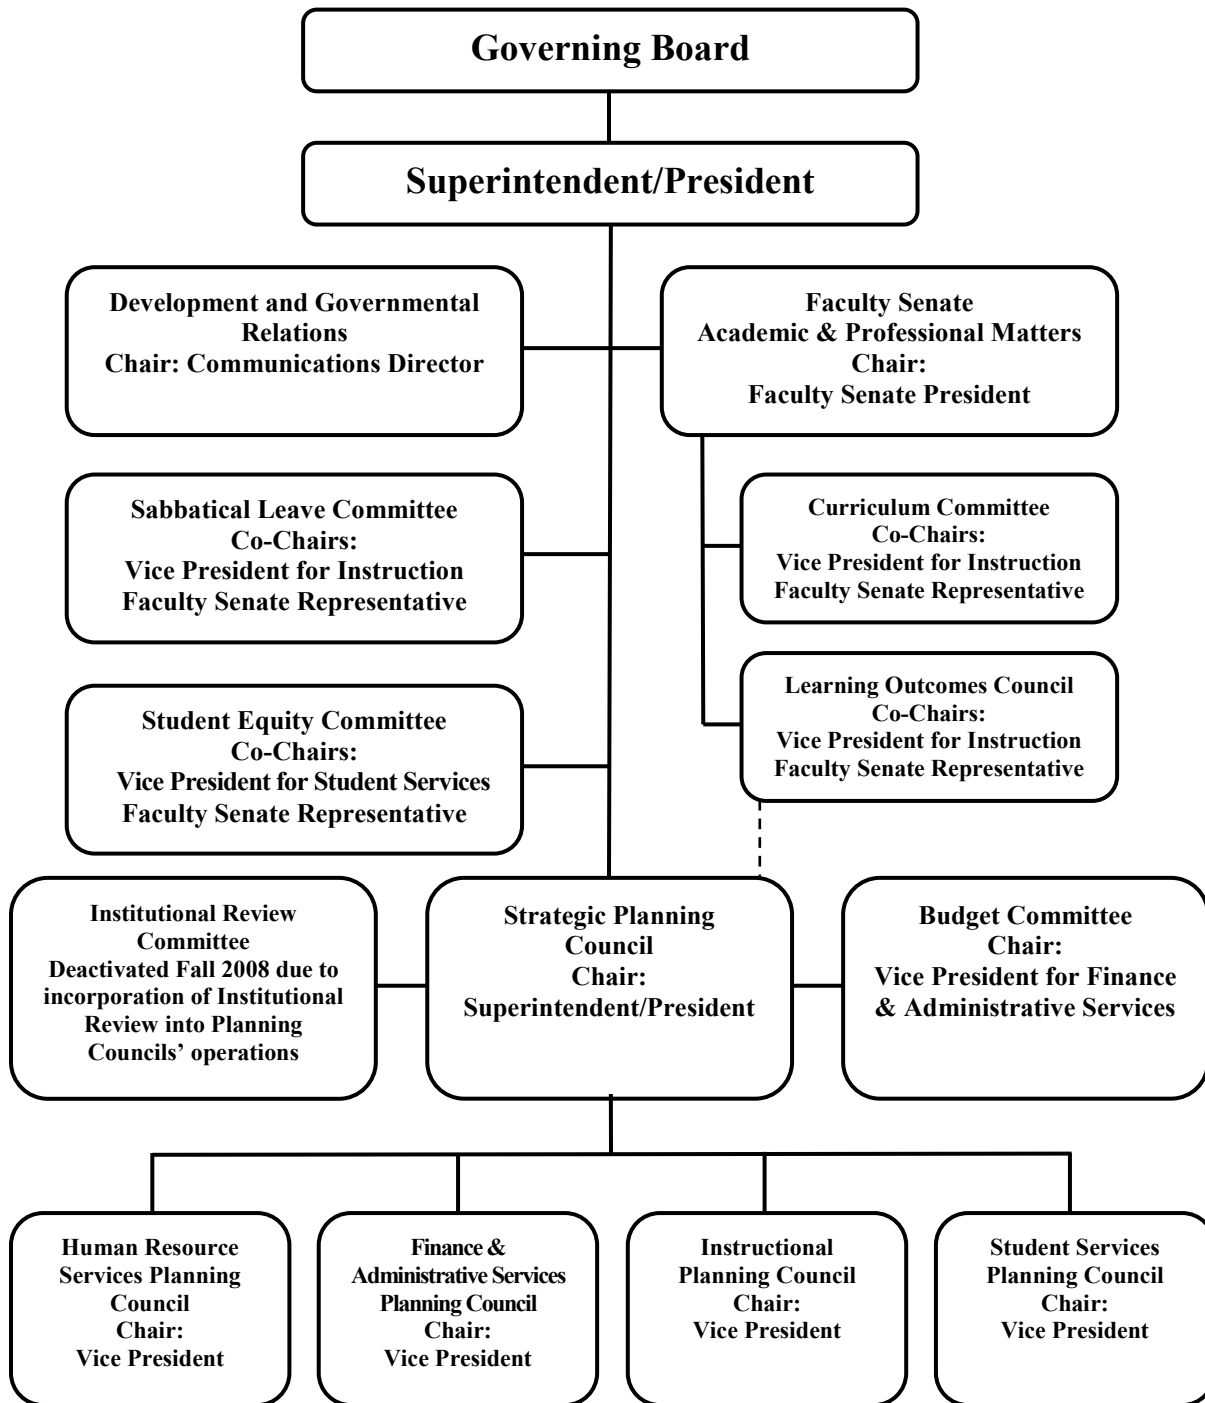 Governing Board
Superintendent/President
Development and Governmental
Relations
Chair: Communications Director
Faculty Senate
Academic & Professional Matters
Chair:
Faculty Senate President
Sabbatical Leave Committee
Co-Chairs:
Vice President for Instruction
Faculty Senate Representative
Curriculum Committee
Co-Chairs:
Vice President for Instruction
Faculty Senate Representative
Student Equity Committee
Co-Chairs:
Vice President for Student Services
Faculty Senate Representative
Learning Outcomes Council
Co-Chairs:
Vice President for Instruction
Faculty Senate Representative
Institutional Review
Committee
Deactivated Fall 2008 due to
incorporation of Institutional
Review into Planning
Councils’ operations
Strategic Planning
Council
Chair:
Superintendent/President
Budget Committee
Chair:
Vice President for Finance
& Administrative Services
Human Resource
Services Planning
Council
Chair:
Vice President
Finance &
Administrative Services
Planning Council
Chair:
Vice President
Instructional
Planning Council
Chair:
Vice President
Student Services
Planning Council
Chair:
Vice President